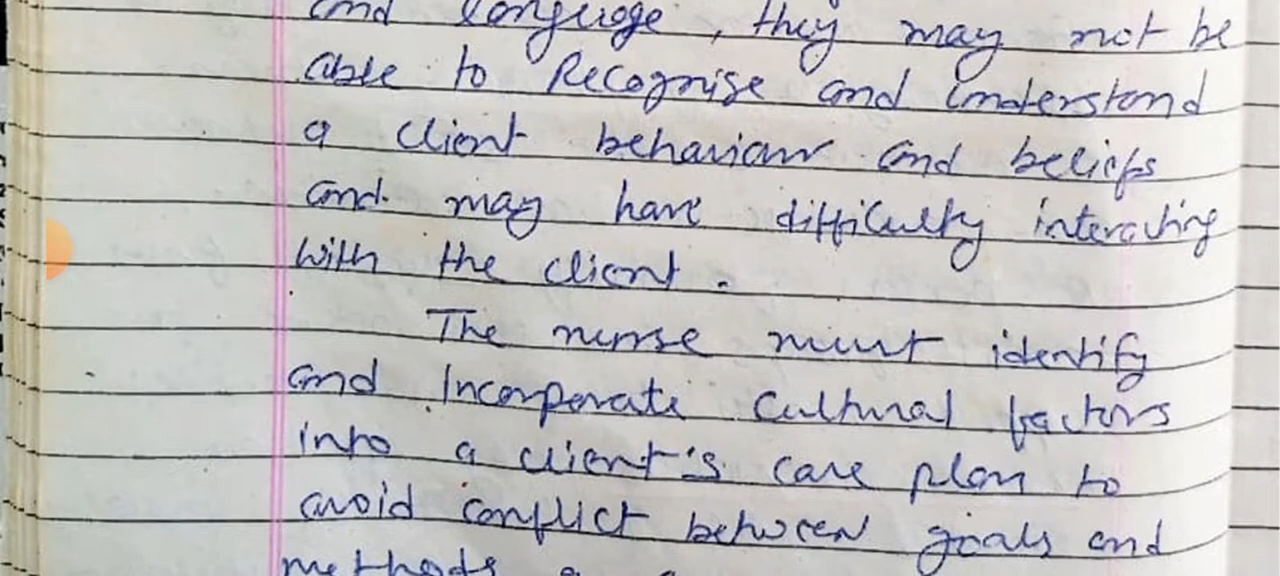 and language, they may not be
able to Recognise and understand
a client behaviour and beliefs
and may have difficulty interacting
with the client.
The nurse must identify
and Incorporate cultural factors
into a client's care plan to
avoid conflict between goals and
methods